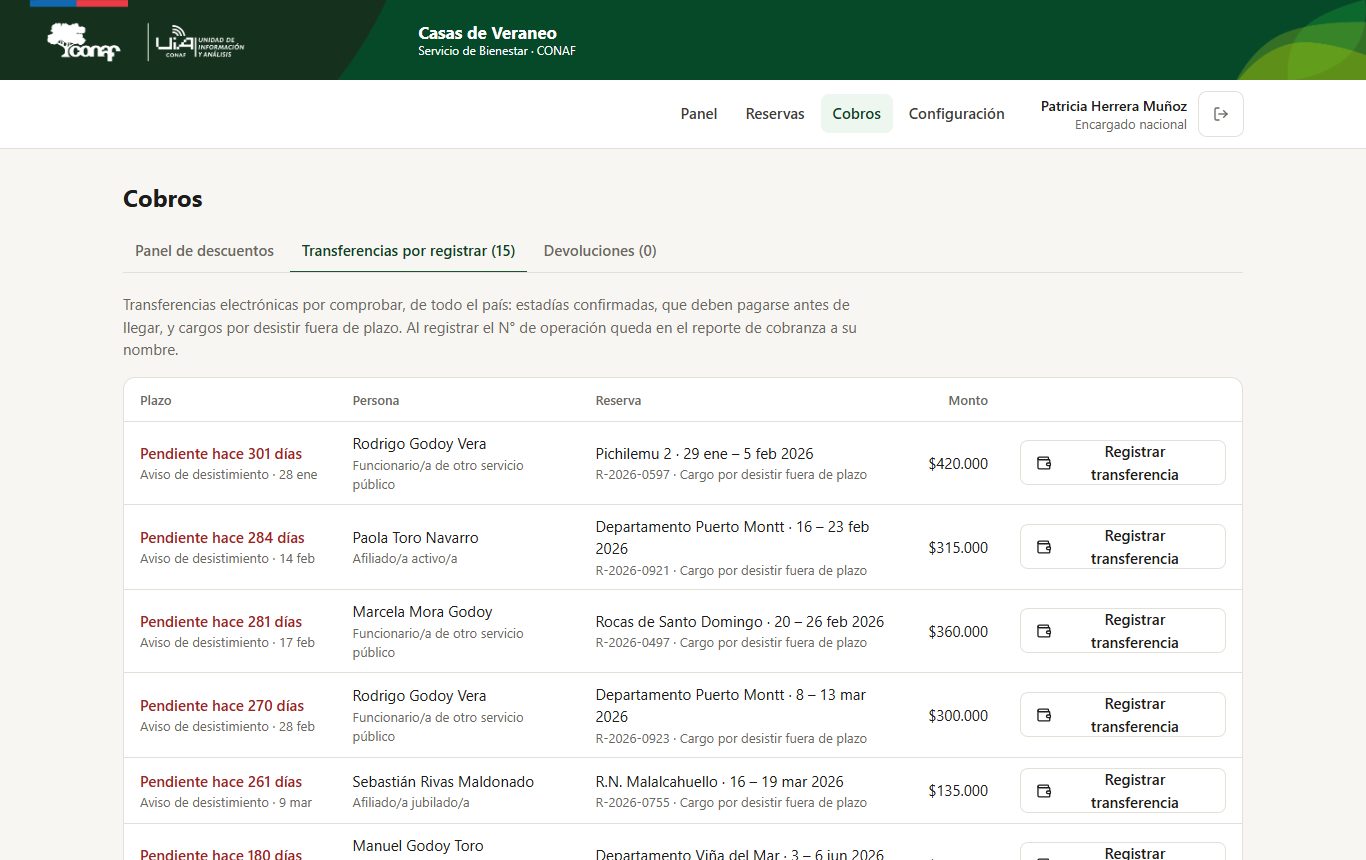 conaf
UIA
CONAF
UNIDAD DE
INFORMACIÓN
Y ANÁLISIS
Casas de Veraneo
Servicio de Bienestar · CONAF
Panel Reservas Cobros Configuración
Patricia Herrera Muñoz
Encargado nacional
Cobros
Panel de descuentos Transferencias por registrar (15) Devoluciones (0)
Transferencias electrónicas por comprobar, de todo el país: estadías confirmadas, que deben pagarse antes de
llegar, y cargos por desistir fuera de plazo. Al registrar el N° de operación queda en el reporte de cobranza a su
nombre.
Plazo Persona Reserva Monto
Pendiente hace 301 días
Aviso de desistimiento · 28 ene
Rodrigo Godoy Vera
Funcionario/a de otro servicio
público
Pichilemu 2 · 29 ene – 5 feb 2026
R-2026-0597 · Cargo por desistir fuera de plazo
$420.000
Registrar
transferencia
Pendiente hace 284 días
Aviso de desistimiento · 14 feb
Paola Toro Navarro
Afiliado/a activo/a
Departamento Puerto Montt · 16 – 23 feb
2026
R-2026-0921 · Cargo por desistir fuera de plazo
$315.000
Registrar
transferencia
Pendiente hace 281 días
Aviso de desistimiento · 17 feb
Marcela Mora Godoy
Funcionario/a de otro servicio
público
Rocas de Santo Domingo · 20 – 26 feb 2026
R-2026-0497 · Cargo por desistir fuera de plazo
$360.000
Registrar
transferencia
Pendiente hace 270 días
Aviso de desistimiento · 28 feb
Rodrigo Godoy Vera
Funcionario/a de otro servicio
público
Departamento Puerto Montt · 8 – 13 mar
2026
R-2026-0923 · Cargo por desistir fuera de plazo
$300.000
Registrar
transferencia
Pendiente hace 261 días
Aviso de desistimiento · 9 mar
Sebastián Rivas Maldonado
Afiliado/a jubilado/a
R.N. Malalcahuello · 16 – 19 mar 2026
R-2026-0755 · Cargo por desistir fuera de plazo
$135.000
Registrar
transferencia
Pendiente hace 180 días
Manuel Godoy Toro
Departamento Viña del Mar · 3 – 6 jun 2026
Registrar